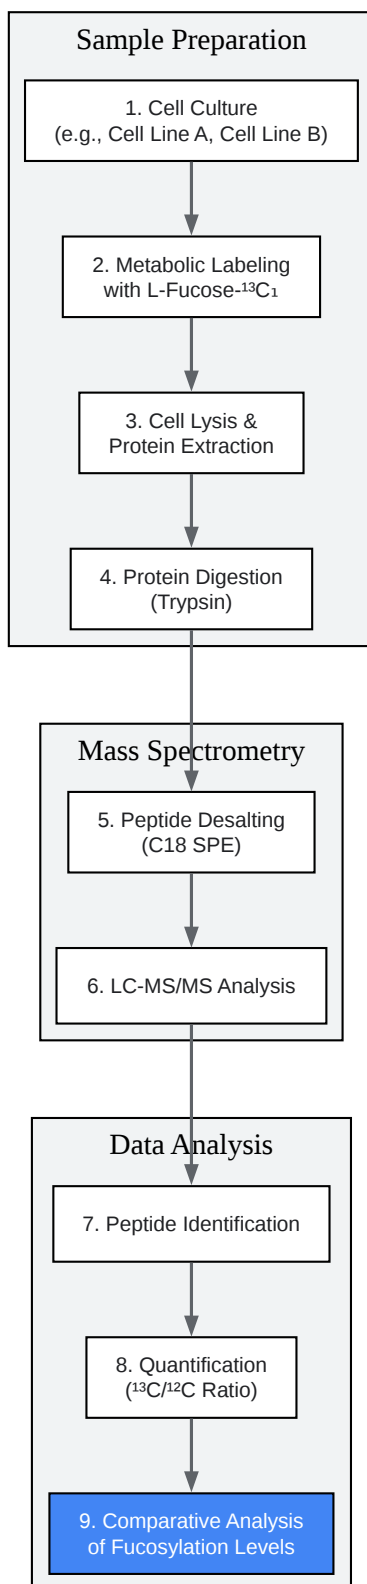 Sample Preparation
1. Cell Culture
(e.g., Cell Line A, Cell Line B)
2. Metabolic Labeling
with L-Fucose-¹³C₁
3. Cell Lysis &
Protein Extraction
4. Protein Digestion
(Trypsin)
Mass Spectrometry
5. Peptide Desalting
(C18 SPE)
6. LC-MS/MS Analysis
Data Analysis
7. Peptide Identification
8. Quantification
(¹³C/¹²C Ratio)
9. Comparative Analysis
of Fucosylation Levels